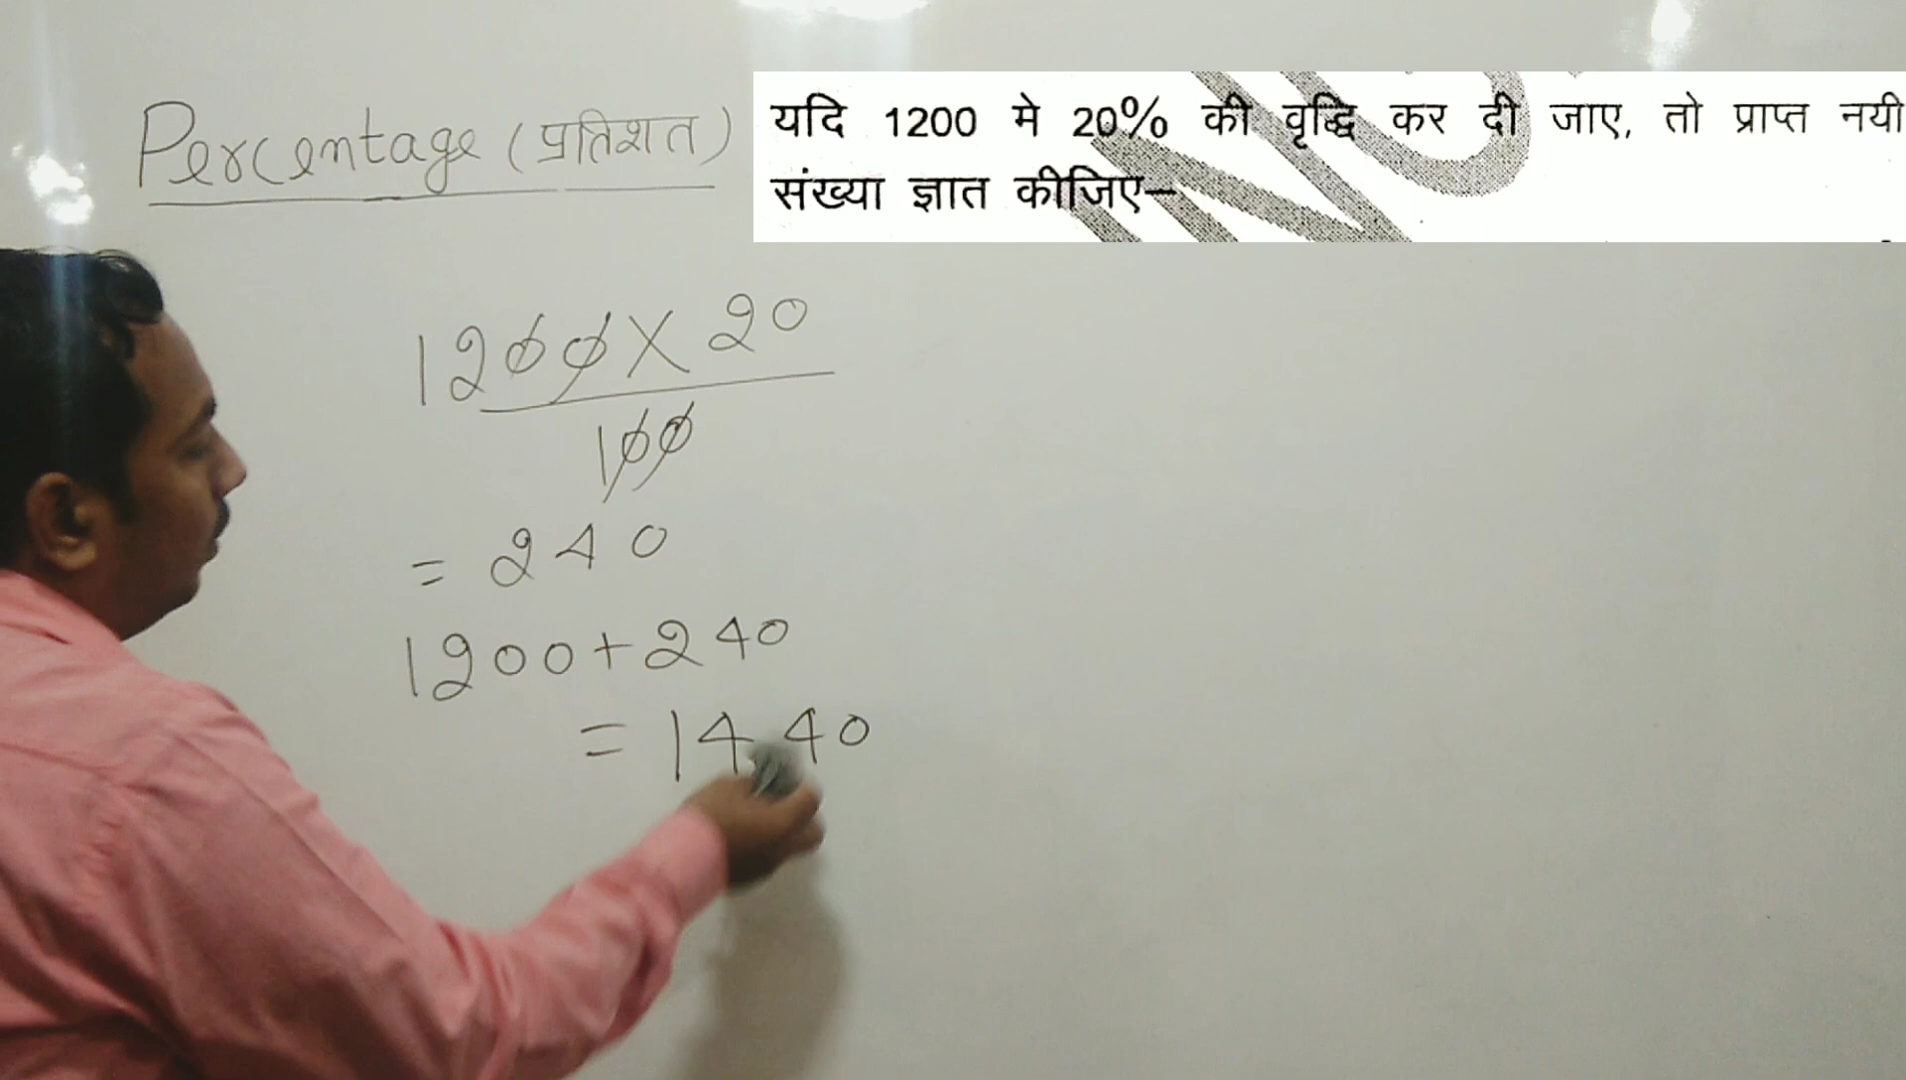 Percentage (प्रतिशत)
यदि 1200 मे 20% की वृद्धि कर दी जाए, तो प्राप्त नयी
संख्या ज्ञात कीजिए–
1200 X 20
100
= 240
1200 + 240
= 1440